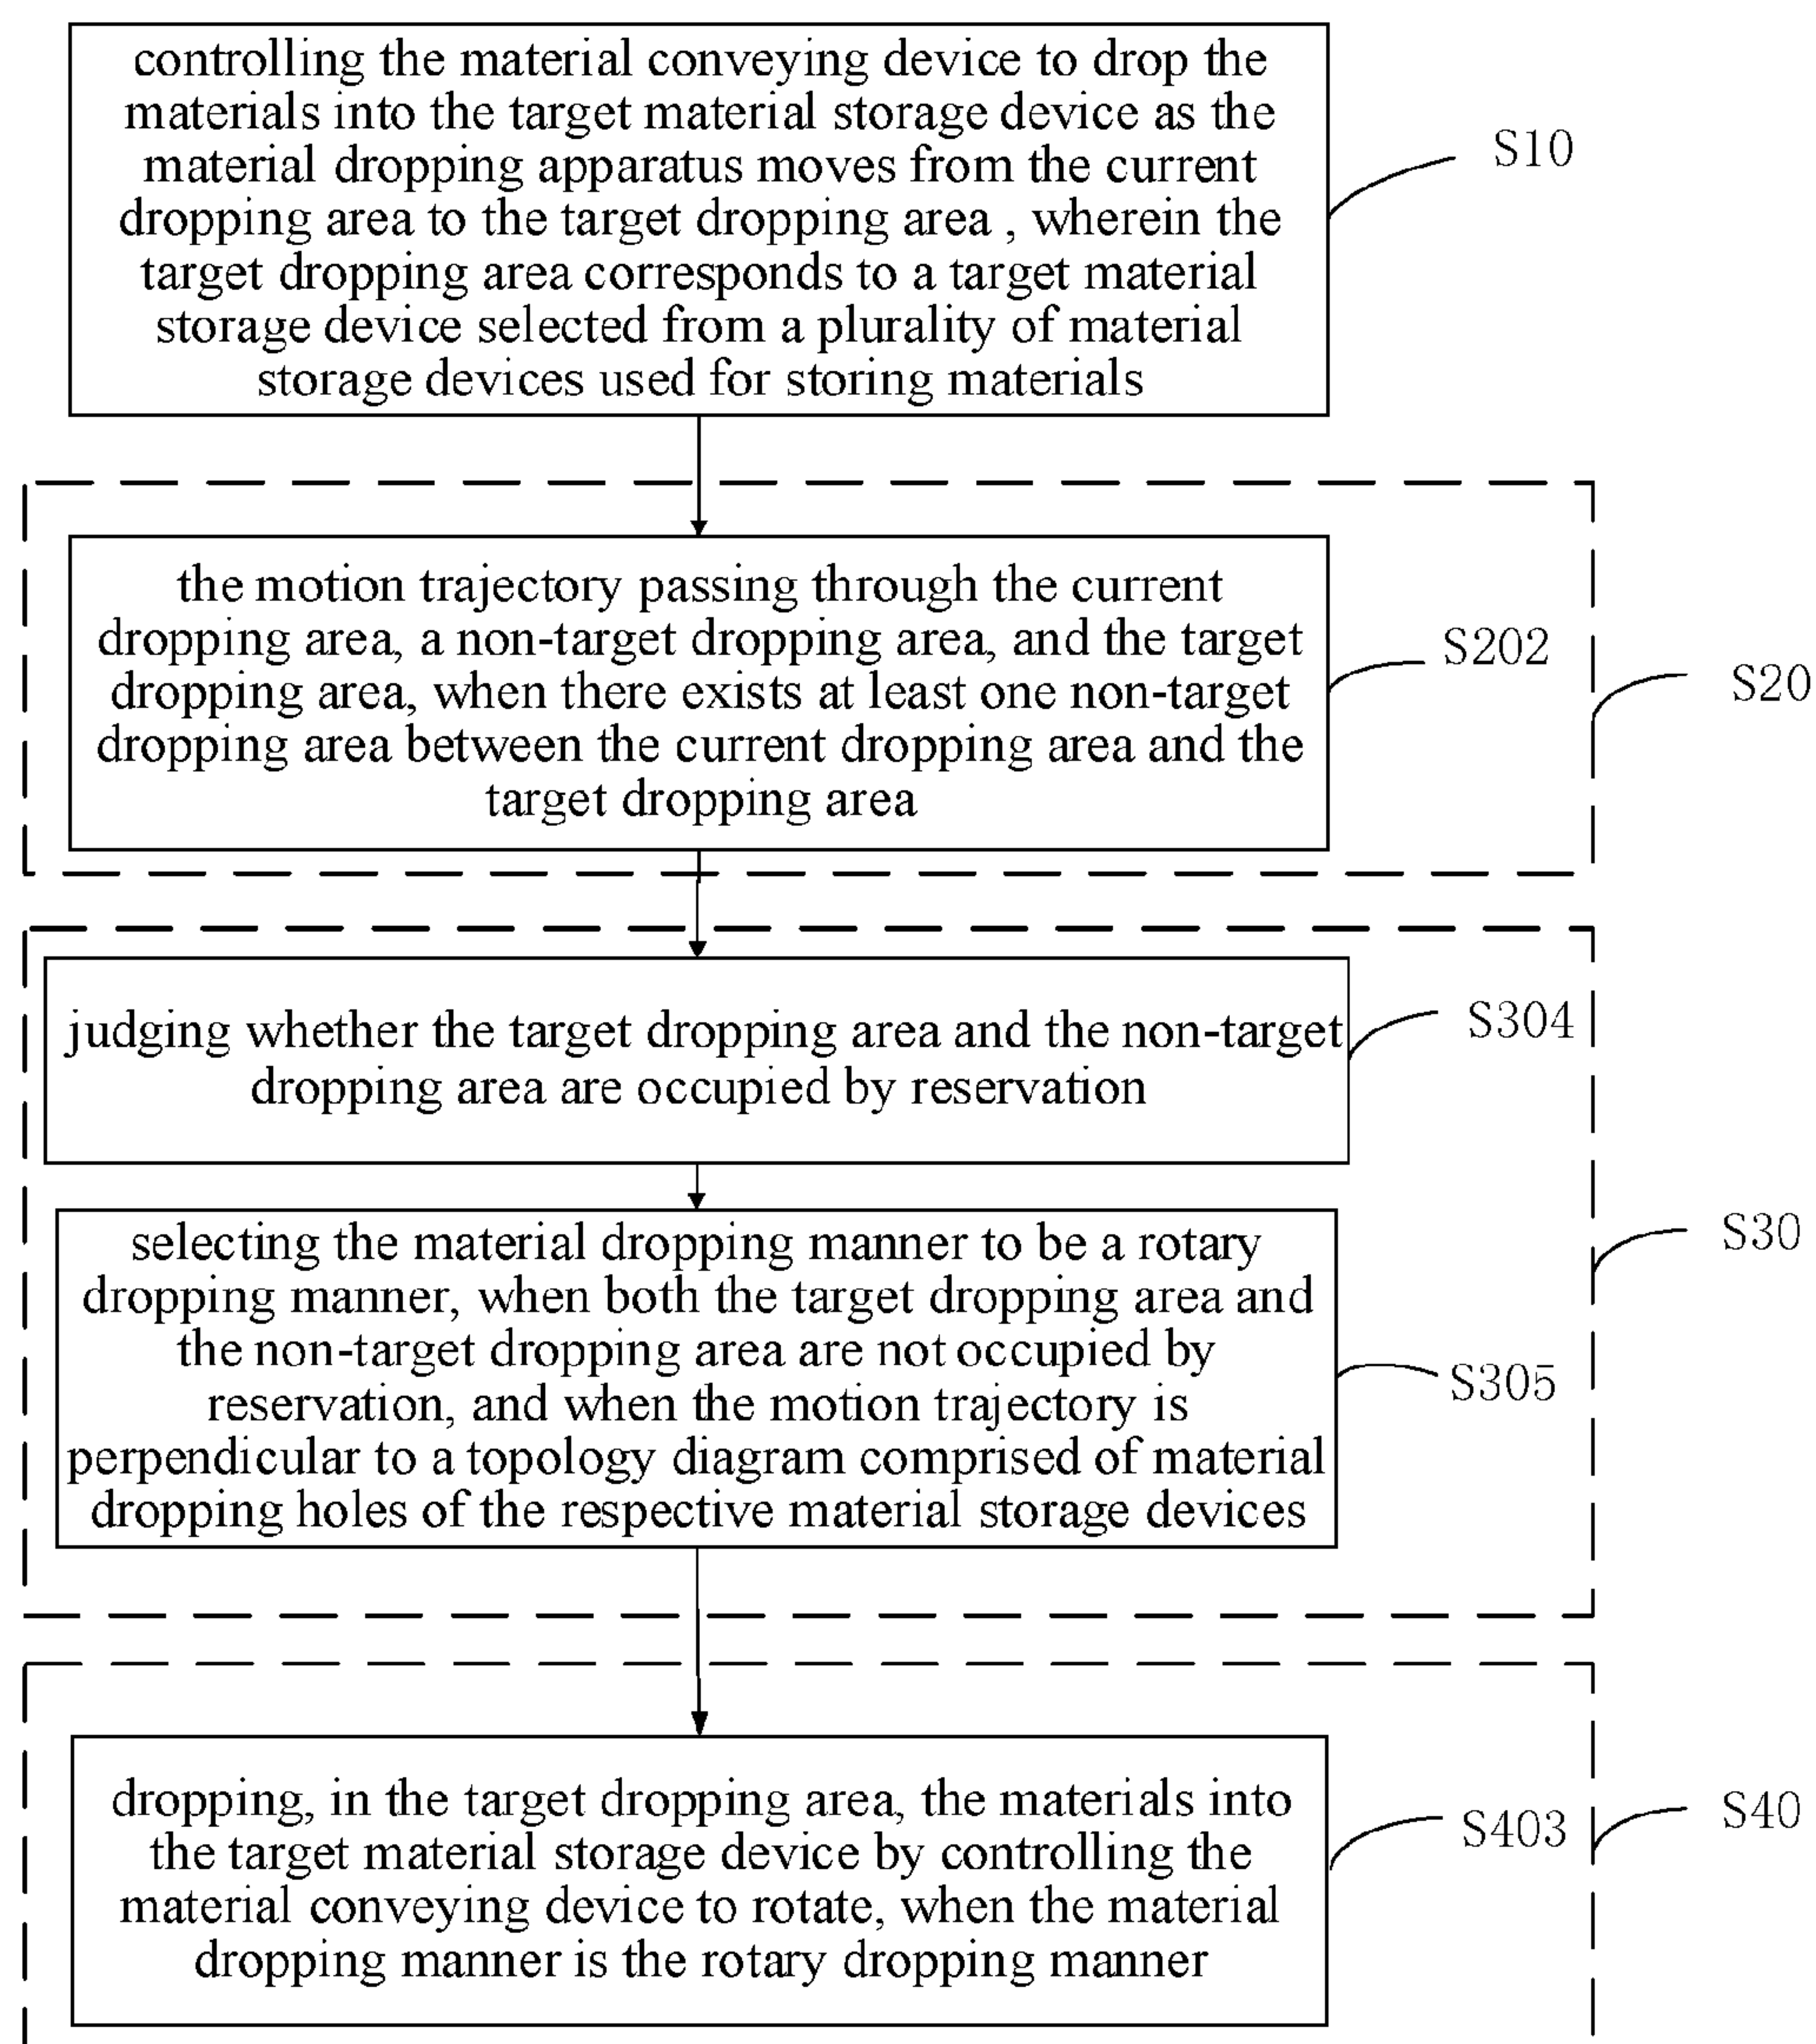 controlling the material conveying device to drop the
materials into the target material storage device as the
material dropping apparatus moves from the current
dropping area to the target dropping area , wherein the
target dropping area corresponds to a target material
storage device selected from a plurality of material
storage devices used for storing materials
S10
the motion trajectory passing through the current
dropping area, a non-target dropping area, and the target
dropping area, when there exists at least one non-target
dropping area between the current dropping area and the
target dropping area
S202
S20
judging whether the target dropping area and the non-target
dropping area are occupied by reservation
S304
selecting the material dropping manner to be a rotary
dropping manner, when both the target dropping area and
the non-target dropping area are not occupied by
reservation, and when the motion trajectory is
perpendicular to a topology diagram comprised of material
dropping holes of the respective material storage devices
S305
S30
dropping, in the target dropping area, the materials into
the target material storage device by controlling the
material conveying device to rotate, when the material
dropping manner is the rotary dropping manner
S403
S40